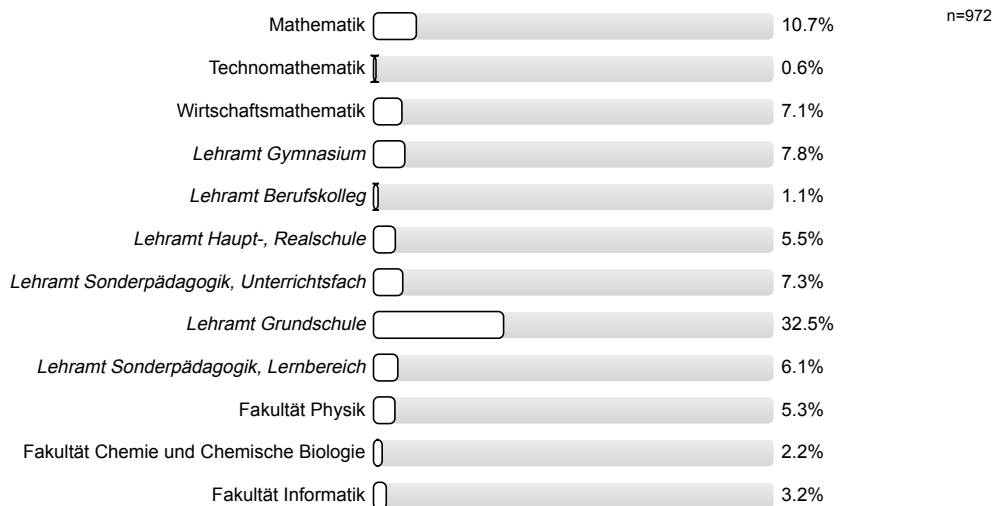 Mathematik 10.7% n=972
Technomathematik 0.6%
Wirtschaftsmathematik 7.1%
Lehramt Gymnasium 7.8%
Lehramt Berufskolleg 1.1%
Lehramt Haupt-, Realschule 5.5%
Lehramt Sonderpädagogik, Unterrichtsfach 7.3%
Lehramt Grundschule 32.5%
Lehramt Sonderpädagogik, Lernbereich 6.1%
Fakultät Physik 5.3%
Fakultät Chemie und Chemische Biologie 2.2%
Fakultät Informatik 3.2%